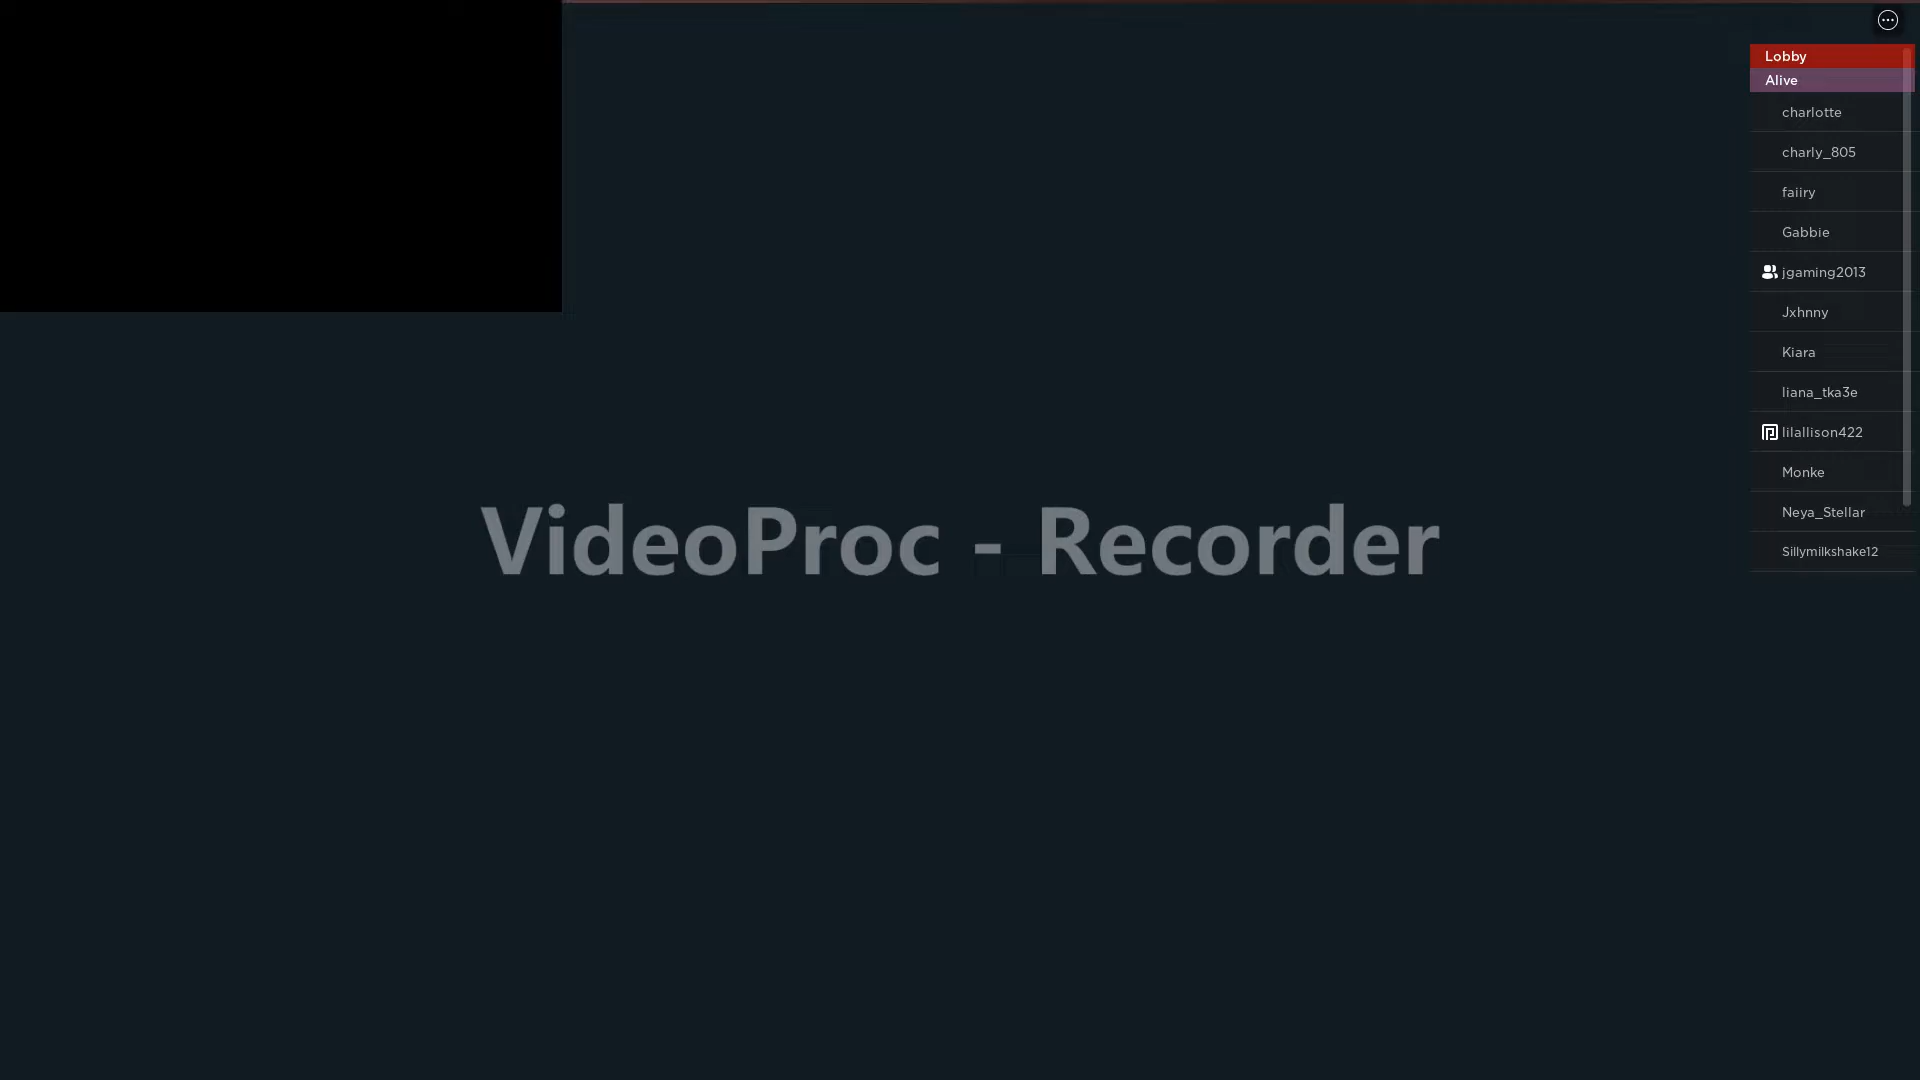 Lobby
Alive
charlotte
charly_805
faiiry
Gabbie
jgaming2013
Jxhnny
Kiara
liana_tka3e
lilallison422
Monke
Neya_Stellar
Sillymilkshake12
VideoProc - Recorder